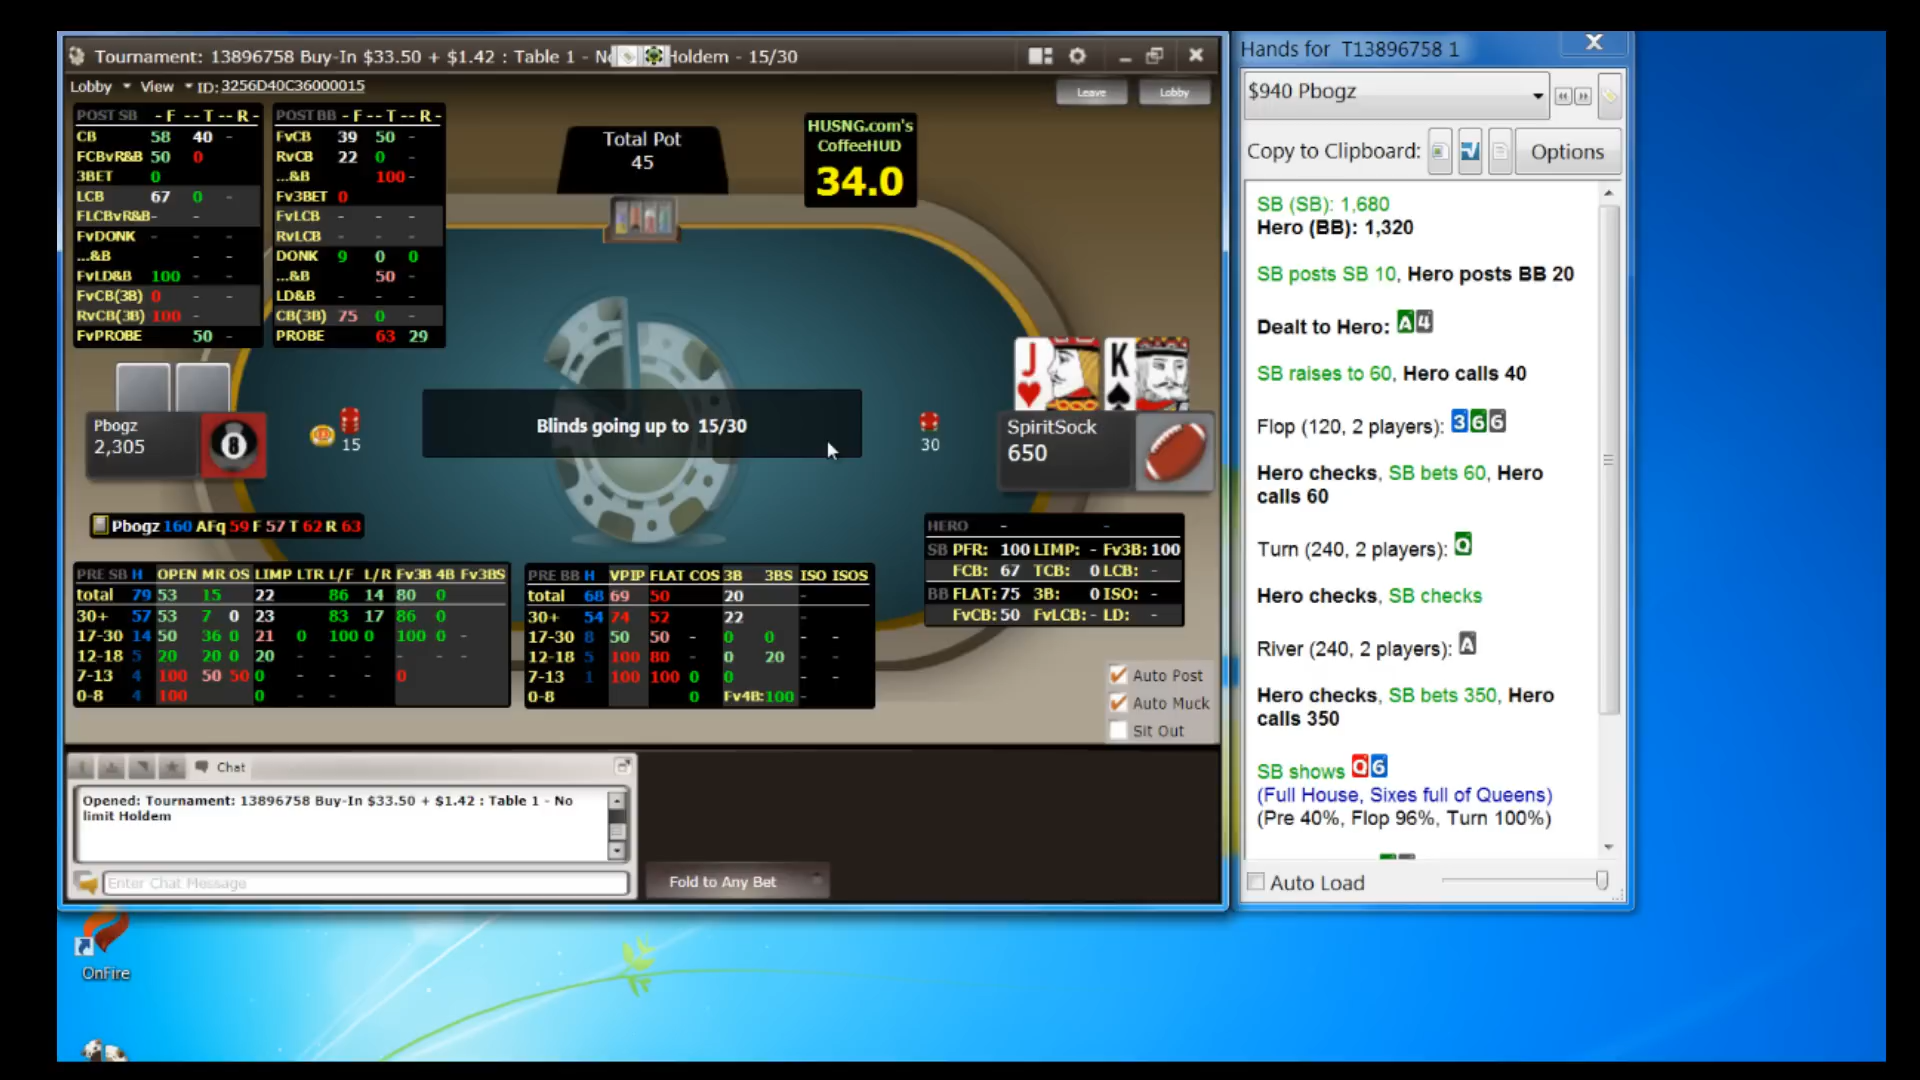 Tournament: 13896758 Buy-In $33.50 + $1.42 : Table 1 - No Holdem - 15/30
Lobby View ID: 3256D40C36000015
Leave
Lobby
POST SB - F -- T -- R -
CB 58 40 -
FCBvR&B 50 0
3BET 0
LCB 67 0 -
FLCBvR&B- - -
FvDONK - - -
...&B - - -
FvLD&B 100 - -
FvCB(3B) 0 - -
RvCB(3B) 100 - -
FvPROBE 50 -
POST BB - F -- T -- R -
FvCB 39 50 -
RvCB 22 0 -
...&B 100 -
Fv3BET 0
FvLCB - - -
RvLCB - - -
DONK 9 0 0
...&B 50 -
LD&B - - -
CB(3B) 75 0 -
PROBE 63 29
Total Pot
45
HUSNG.com's
CoffeeHUD
34.0
Pbogz
2,305
8
15
Blinds going up to 15/30
30
J K
SpiritSock
650
Pbogz 160 AFq 59 F 57 T 62 R 63
PRE SB H OPEN MR OS LIMP LTR L/F L/R Fv3B 4B Fv3BS
total 79 53 15 22 86 14 80 0
30+ 57 53 7 0 23 83 17 86 0
17-30 14 50 36 0 21 0 100 0 100 0 -
12-18 5 20 20 0 20 - - - - - -
7-13 4 100 50 50 0 - - - 0
0-8 4 100 0 - -
PRE BB H VPIP FLAT COS 3B 3BS ISO ISOS
total 68 69 50 20 -
30+ 54 74 52 22 -
17-30 8 50 50 - 0 0 - -
12-18 5 100 80 - 0 20 - -
7-13 1 100 100 0 0 - -
0-8 0 Fv4B:100 -
HERO - -
SB PFR: 100 LIMP: - Fv3B: 100
FCB: 67 TCB: 0 LCB: -
BB FLAT: 75 3B: 0 ISO: -
FvCB: 50 FvLCB: - LD: -
Auto Post
Auto Muck
Sit Out
Chat
Opened: Tournament: 13896758 Buy-In $33.50 + $1.42 : Table 1 - No
limit Holdem
Enter Chat Message
Fold to Any Bet
Hands for T13896758 1
$940 Pbogz
Copy to Clipboard:
Options
SB (SB): 1,680
Hero (BB): 1,320
SB posts SB 10, Hero posts BB 20
Dealt to Hero: A 4
SB raises to 60, Hero calls 40
Flop (120, 2 players): 3 6 6
Hero checks, SB bets 60, Hero
calls 60
Turn (240, 2 players): Q
Hero checks, SB checks
River (240, 2 players): A
Hero checks, SB bets 350, Hero
calls 350
SB shows Q 6
(Full House, Sixes full of Queens)
(Pre 40%, Flop 96%, Turn 100%)
Auto Load
OnFire